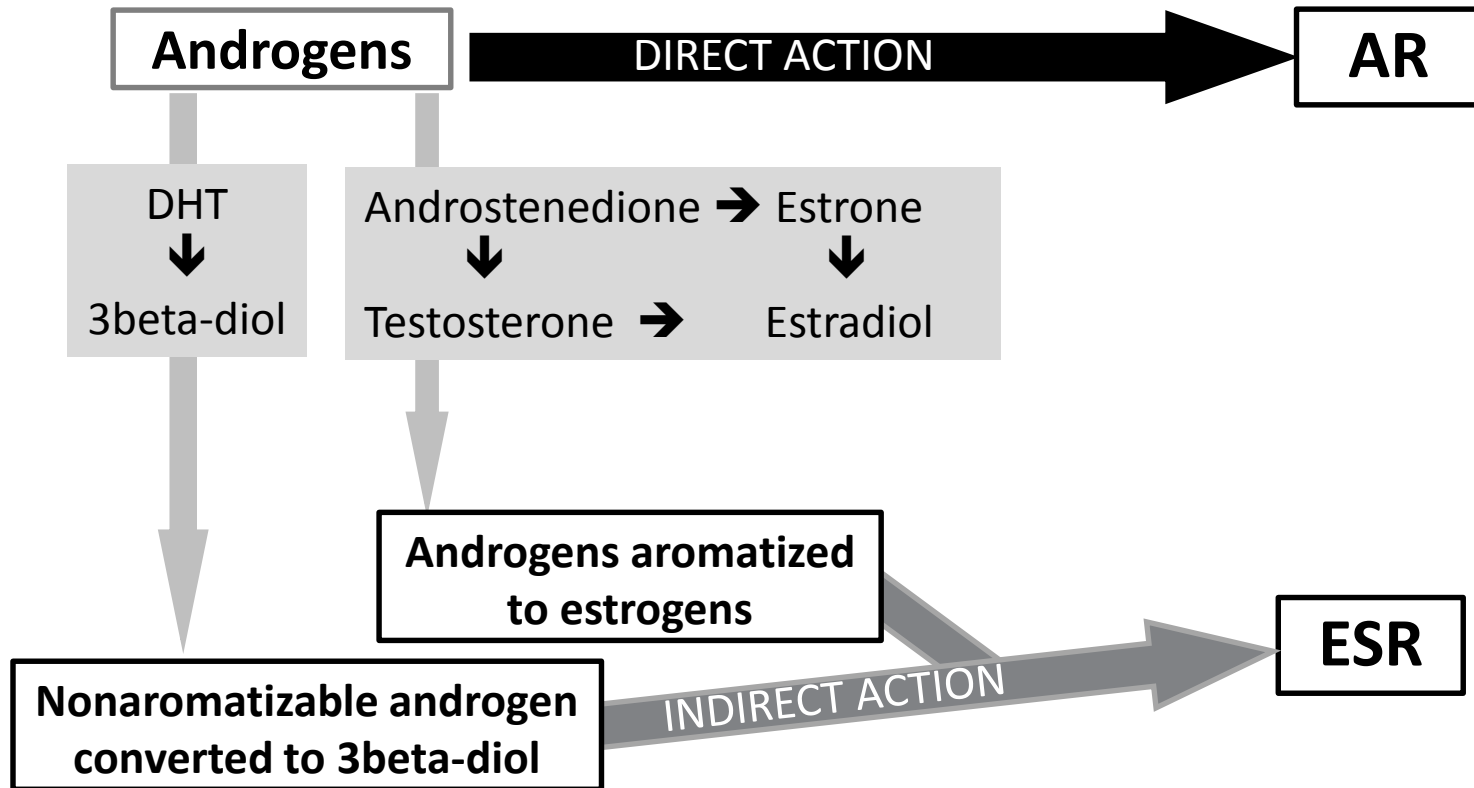 Androgens
DIRECT ACTION
AR
DHT
3beta-diol
Androstenedione ➔ Estrone
Testosterone ➔ Estradiol
Androgens aromatized
to estrogens
Nonaromatizable androgen
converted to 3beta-diol
INDIRECT ACTION
ESR